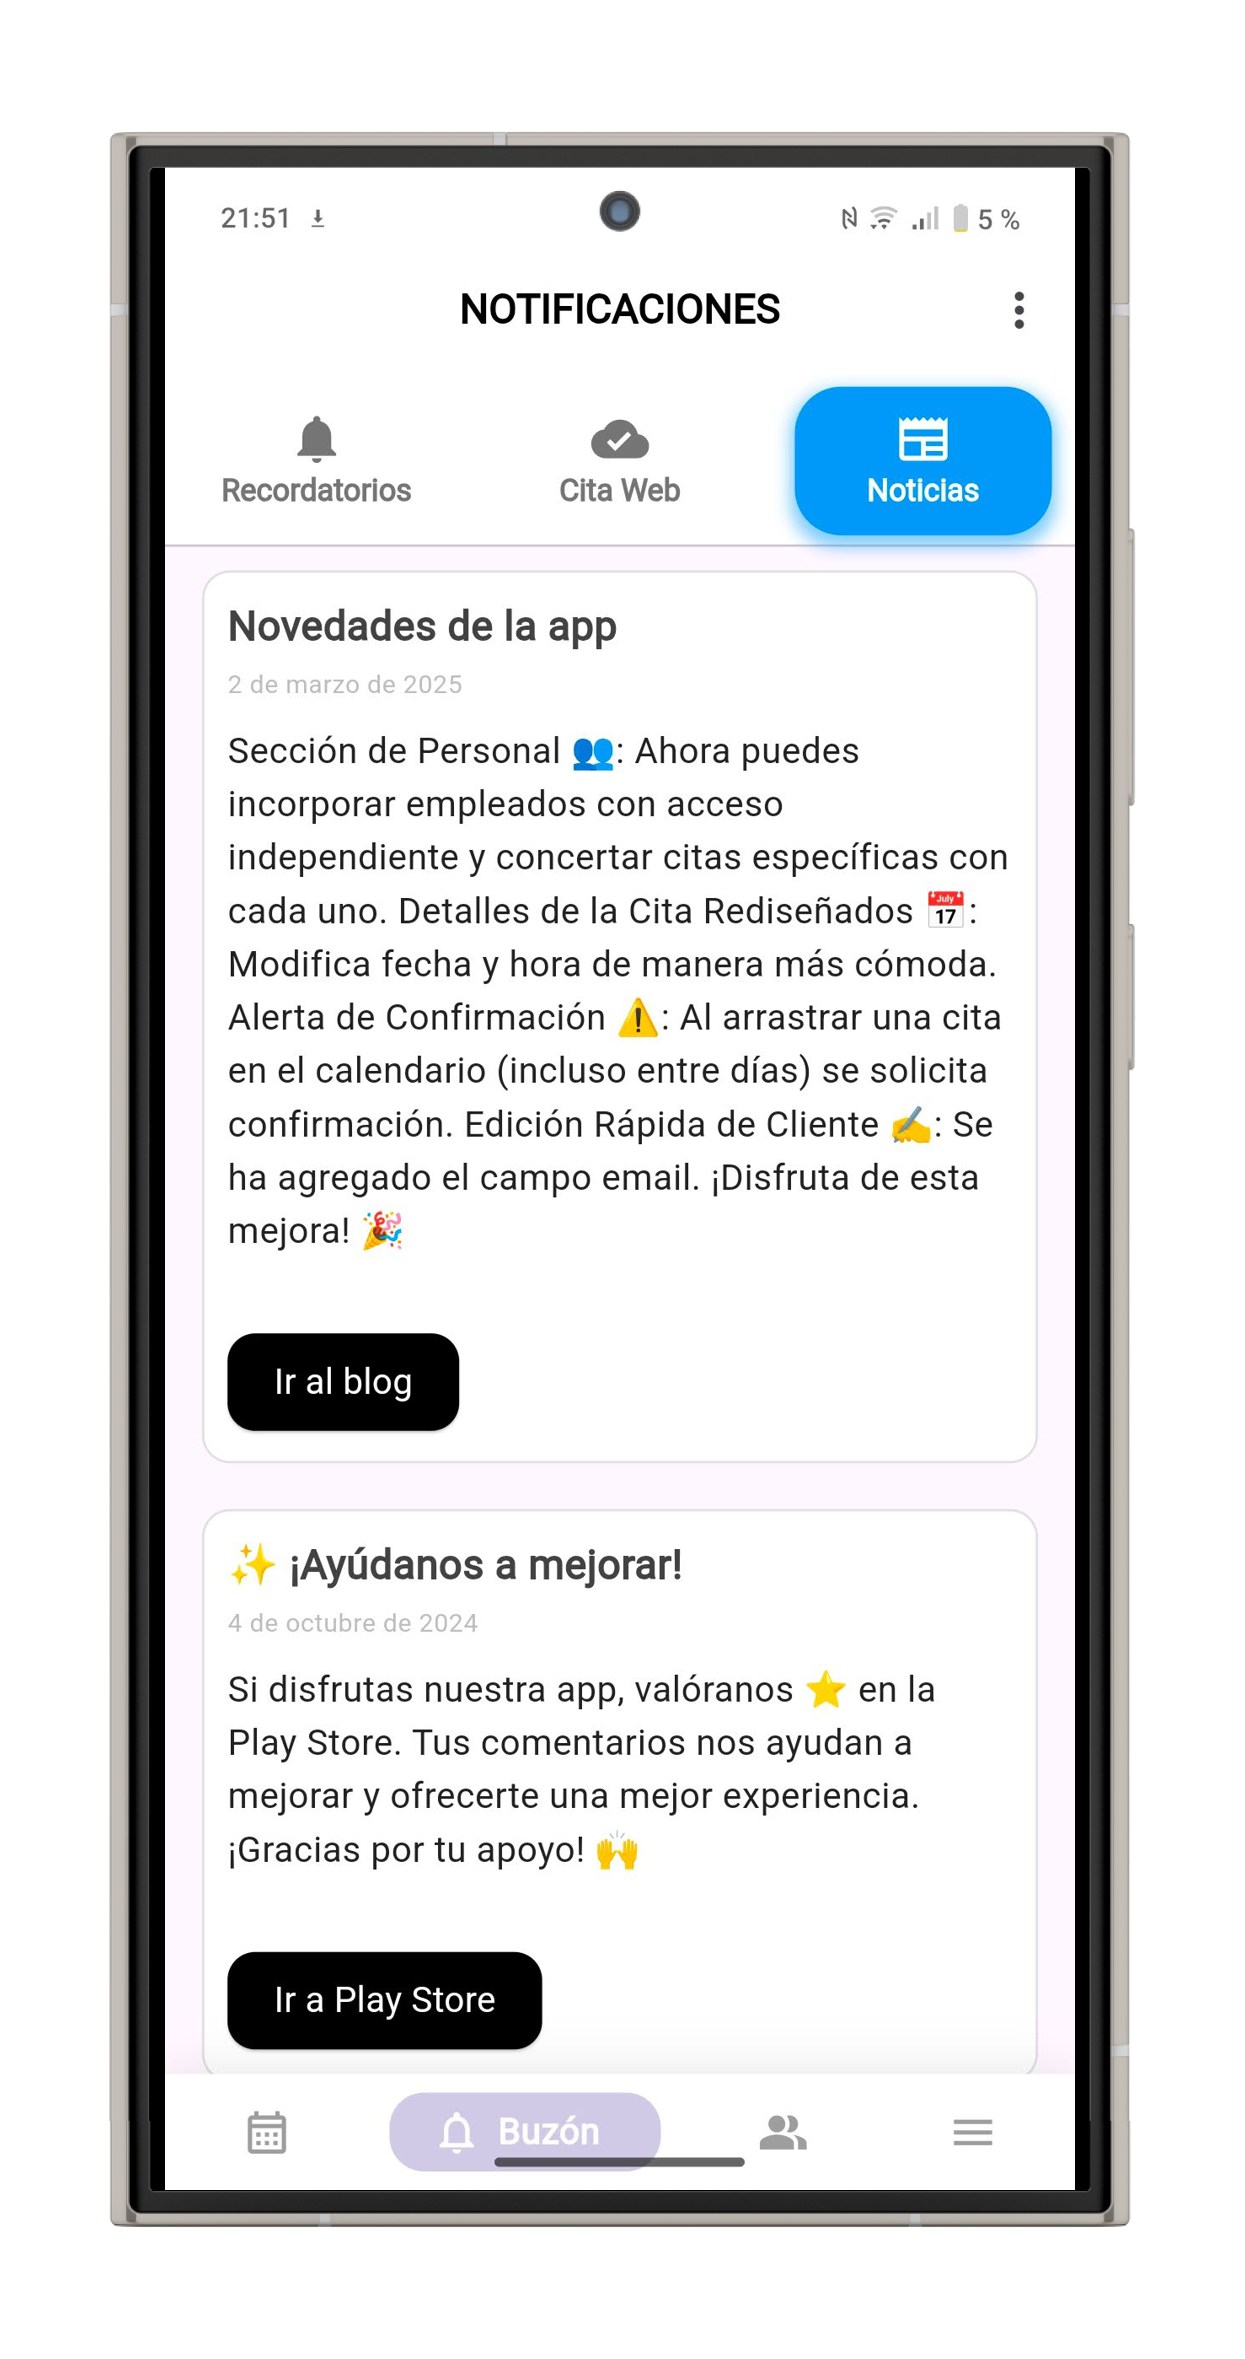 21:51
5 %
NOTIFICACIONES
Recordatorios
Cita Web
Noticias
Novedades de la app
2 de marzo de 2025
Sección de Personal 👥: Ahora puedes
incorporar empleados con acceso
independiente y concertar citas específicas con
cada uno. Detalles de la Cita Rediseñados 📅:
Modifica fecha y hora de manera más cómoda.
Alerta de Confirmación ⚠️: Al arrastrar una cita
en el calendario (incluso entre días) se solicita
confirmación. Edición Rápida de Cliente ✍️: Se
ha agregado el campo email. ¡Disfruta de esta
mejora! 🎉
Ir al blog
✨ ¡Ayúdanos a mejorar!
4 de octubre de 2024
Si disfrutas nuestra app, valóranos ⭐ en la
Play Store. Tus comentarios nos ayudan a
mejorar y ofrecerte una mejor experiencia.
¡Gracias por tu apoyo! 🙌
Ir a Play Store
Buzón